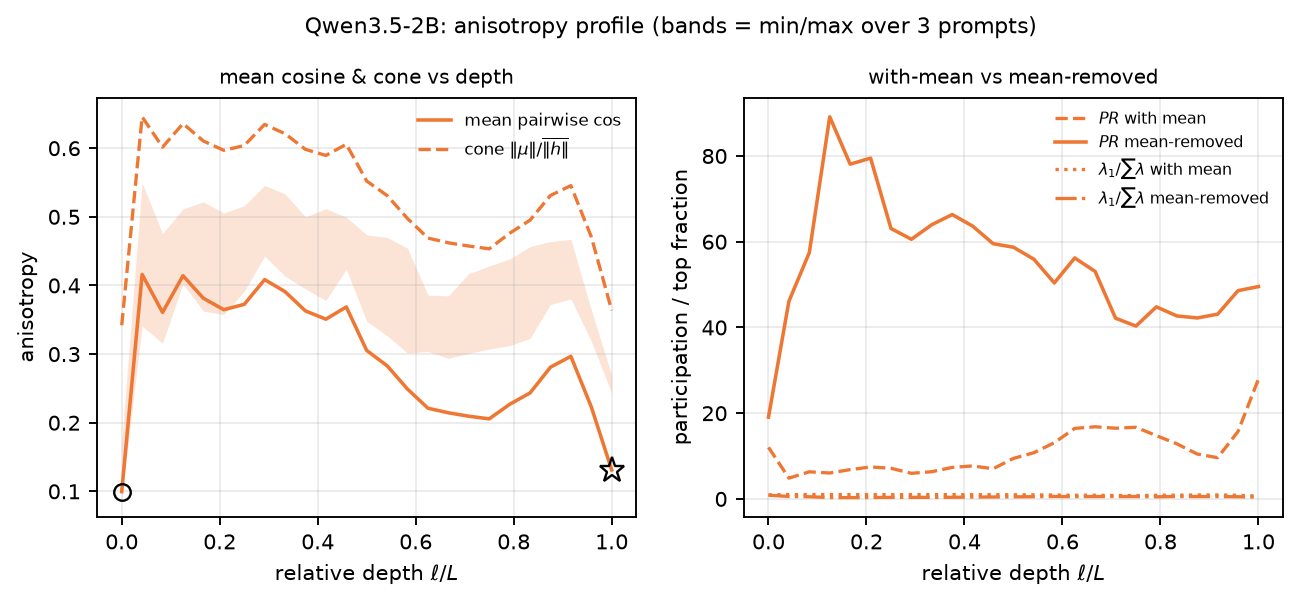 Qwen3.5-2B: anisotropy profile (bands = min/max over 3 prompts)
mean cosine & cone vs depth
anisotropy
0.6
0.5
0.4
0.3
0.2
0.1
mean pairwise cos
cone ‖μ‖/‖h‖̅
0.0 0.2 0.4 0.6 0.8 1.0
relative depth ℓ/L
with-mean vs mean-removed
participation / top fraction
80
60
40
20
0
PR with mean
PR mean-removed
λ₁/∑λ with mean
λ₁/∑λ mean-removed
0.0 0.2 0.4 0.6 0.8 1.0
relative depth ℓ/L